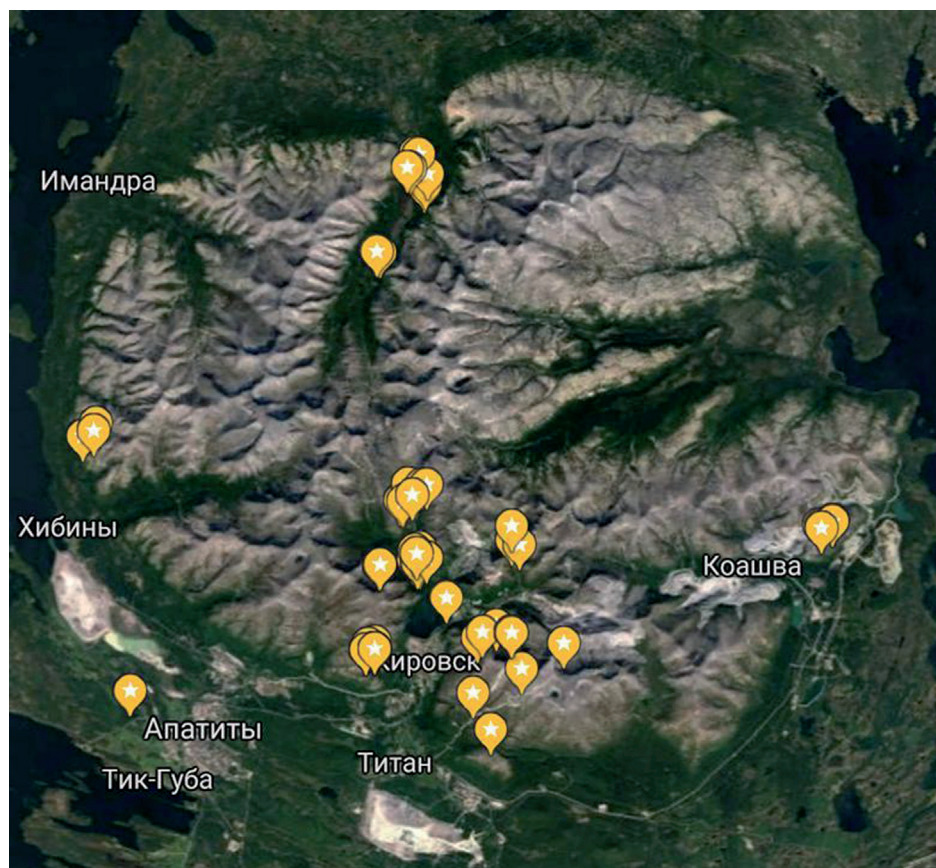 Имандра
Хибины
Коашва
Кировск
Апатиты
Титан
Тик-Губа